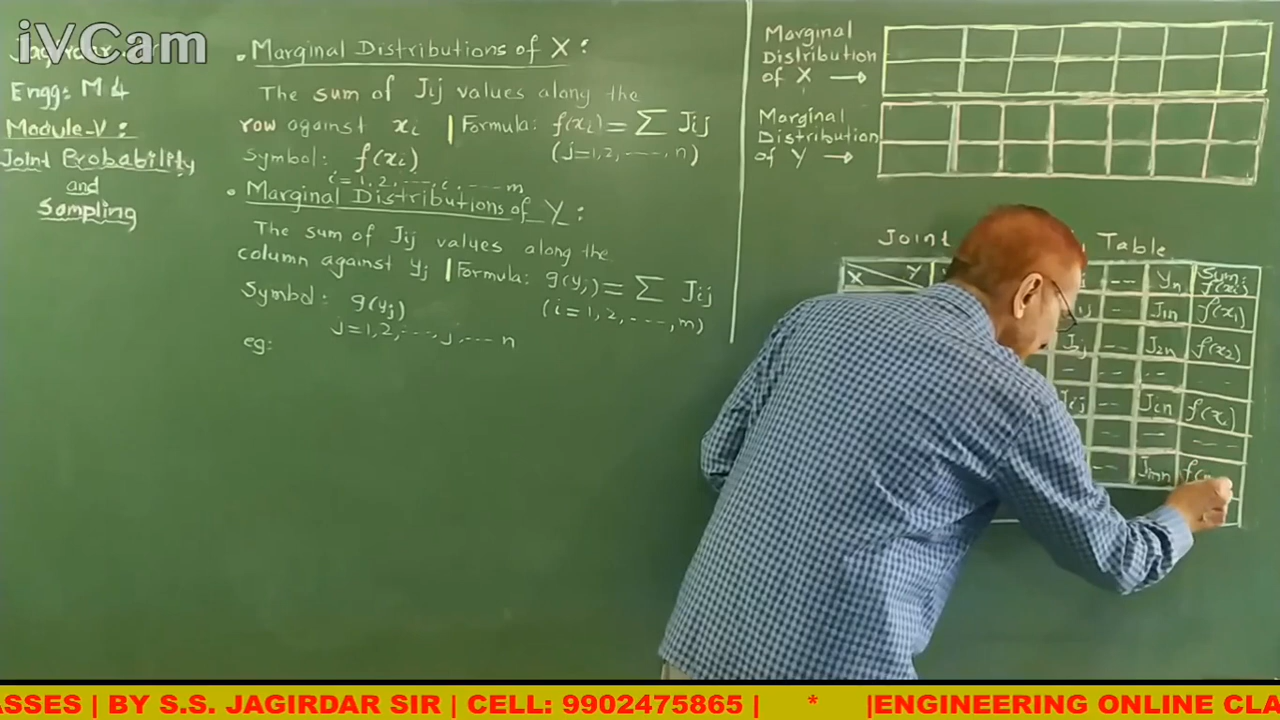 iVCam
Jagirdar.
Engg: M4
Module-V:
Joint Probability
and
Sampling
• Marginal Distributions of X:
The sum of Jij values along the
row against xi | Formula: f(xi) = ∑ Jij
Symbol: f(xi) (j=1,2,-----,n)
i=1,2,---,i,----m
• Marginal Distributions of Y:
The sum of Jij values along the
column against yj | Formula: g(yj) = ∑ Jij
Symbol: g(yj) (i=1,2,----,m)
j=1,2,----,j,---n
eg:
Marginal
Distribution
of X →
Marginal
Distribution
of Y →
Joint Table
X Y -- yn Sum: f(xi)
J1n f(x1)
J2j -- J2n f(x2)
-- -- --
Jij -- Jin f(xi)
-- -- ---
-- Jmn
ASSES | BY S.S. JAGIRDAR SIR | CELL: 9902475865 | * |ENGINEERING ONLINE CLA